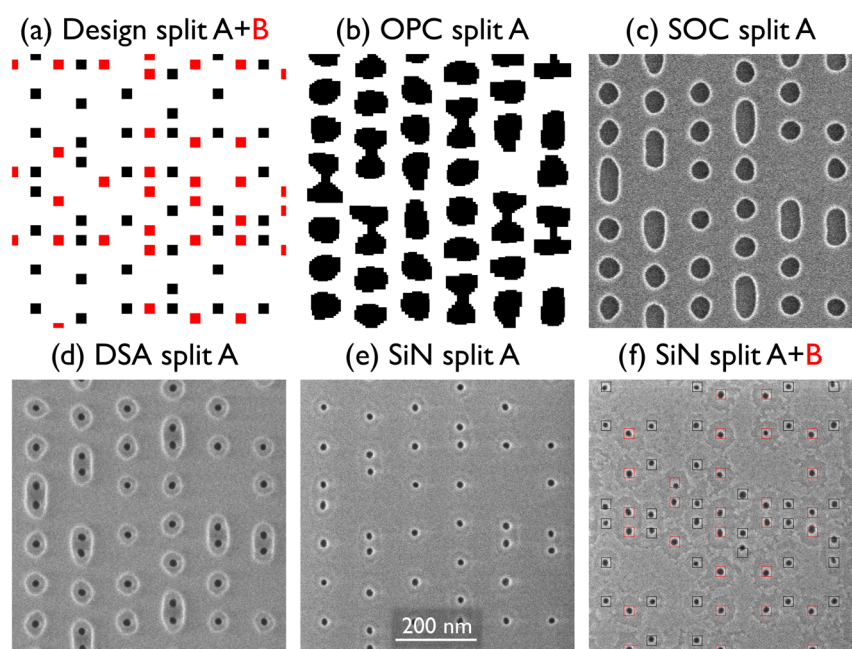 (a) Design split A+B
(b) OPC split A
(c) SOC split A
(d) DSA split A
(e) SiN split A
(f) SiN split A+B
200 nm